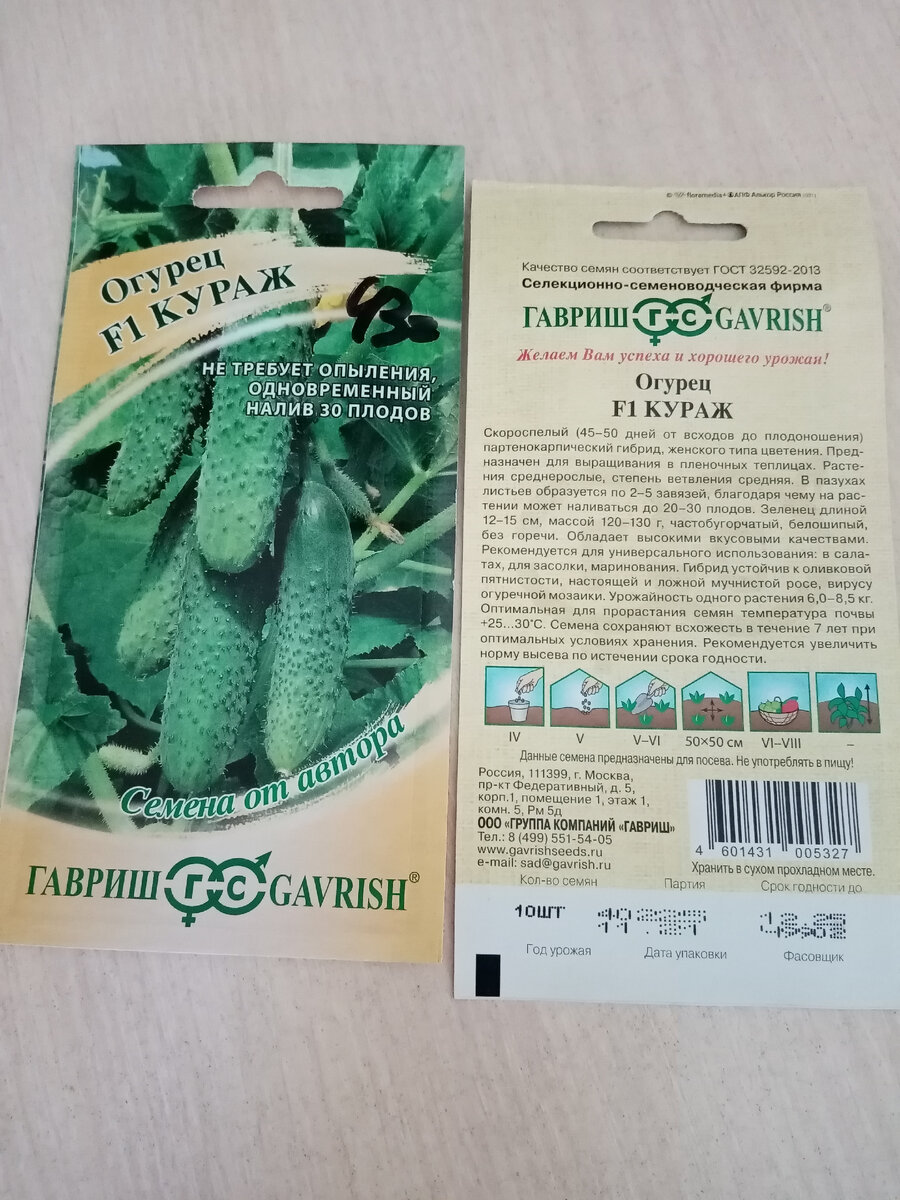 Огурец
F1 КУРАЖ
НЕ ТРЕБУЕТ ОПЫЛЕНИЯ,
ОДНОВРЕМЕННЫЙ
НАЛИВ 30 ПЛОДОВ
Семена от автора
ГАВРИШ ГС GAVRISH®
Качество семян соответствует ГОСТ 32592-2013
Селекционно-семеноводческая фирма
ГАВРИШ ГС GAVRISH®
Желаем Вам успеха и хорошего урожая!
Огурец
F1 КУРАЖ
Скороспелый (45–50 дней от всходов до плодоношения)
партенокарпический гибрид, женского типа цветения. Пред-
назначен для выращивания в пленочных теплицах. Расте-
ния среднерослые, степень ветвления средняя. В пазухах
листьев образуется по 2–5 завязей, благодаря чему на рас-
тении может наливаться до 20–30 плодов. Зеленец длиной
12–15 см, массой 120–130 г, частобугорчатый, белошипый,
без горечи. Обладает высокими вкусовыми качествами.
Рекомендуется для универсального использования: в сала-
тах, для засолки, маринования. Гибрид устойчив к оливковой
пятнистости, настоящей и ложной мучнистой росе, вирусу
огуречной мозаики. Урожайность одного растения 6,0–8,5 кг.
Оптимальная для прорастания семян температура почвы
+25...30°С. Семена сохраняют всхожесть в течение 7 лет при
оптимальных условиях хранения. Рекомендуется увеличить
норму высева по истечении срока годности.
IV V V–VI 50×50 см VI–VIII –
Данные семена предназначены для посева. Не употреблять в пищу!
Россия, 111399, г. Москва,
пр-кт Федеративный, д. 5,
корп.1, помещение 1, этаж 1,
комн. 5, Рм 5д
ООО «ГРУППА КОМПАНИЙ «ГАВРИШ»
Тел.: 8 (499) 551-54-05
www.gavrishseeds.ru
e-mail: sad@gavrish.ru
4 601431 005327
Хранить в сухом прохладном месте.
Кол-во семян Партия Срок годности до
10ШТ
Год урожая Дата упаковки Фасовщик